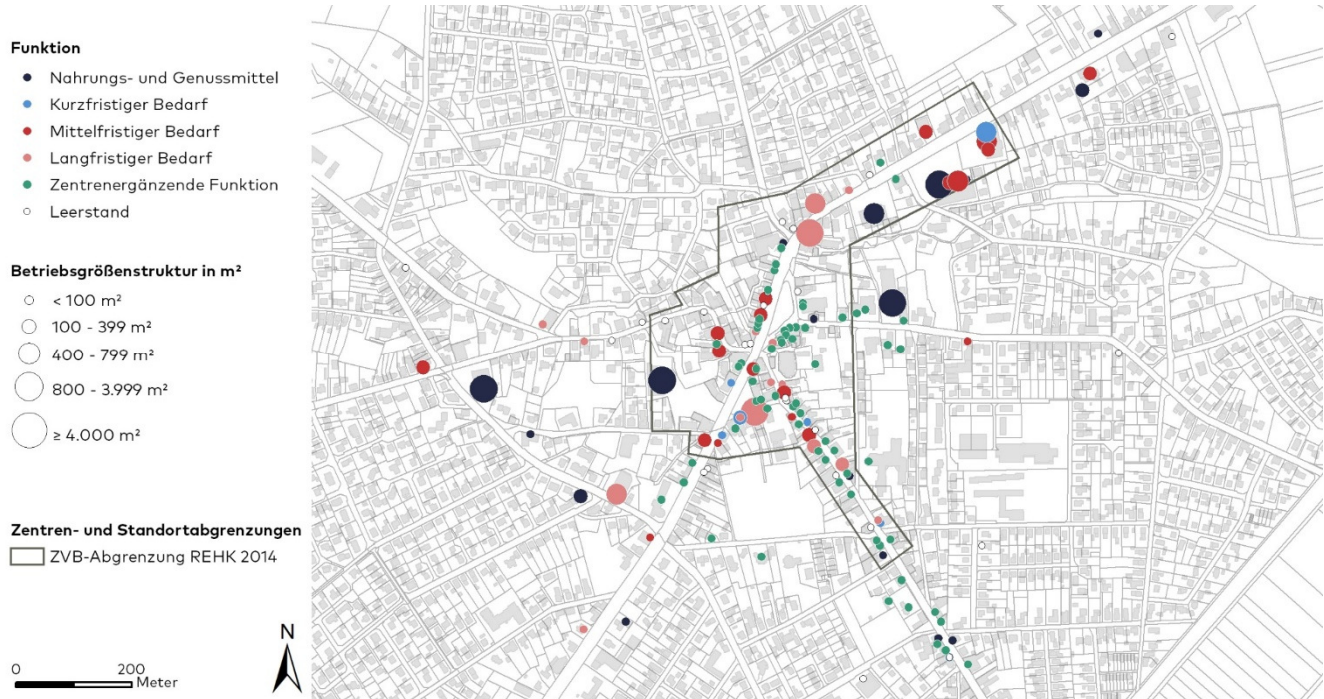 Funktion
Nahrungs- und Genussmittel
Kurzfristiger Bedarf
Mittelfristiger Bedarf
Langfristiger Bedarf
Zentrenergänzende Funktion
Leerstand
Betriebsgrößenstruktur in m²
< 100 m²
100 - 399 m²
400 - 799 m²
800 - 3.999 m²
≥ 4.000 m²
Zentren- und Standortabgrenzungen
ZVB-Abgrenzung REHK 2014
N
0 200
Meter